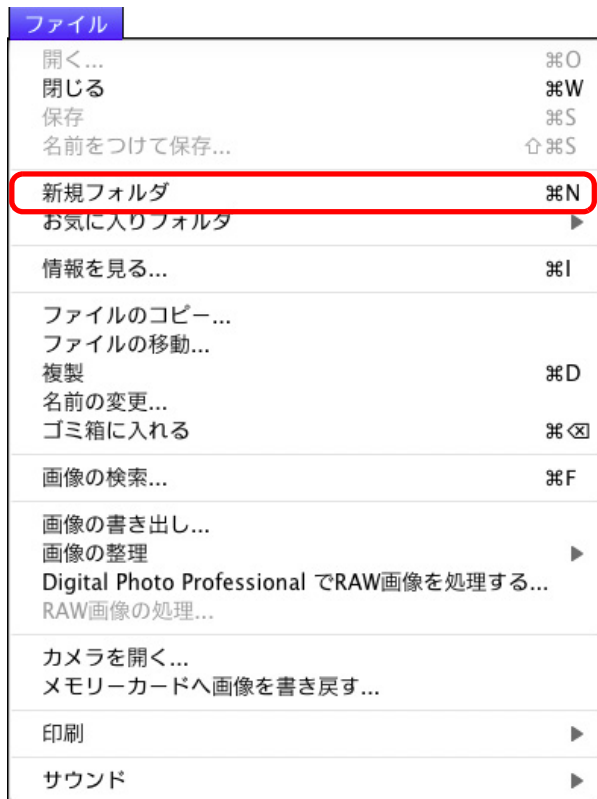 ファイル
開く... ⌘O
閉じる ⌘W
保存 ⌘S
名前をつけて保存... ⇧⌘S
新規フォルダ ⌘N
お気に入りフォルダ ▶
情報を見る... ⌘I
ファイルのコピー...
ファイルの移動...
複製 ⌘D
名前の変更...
ゴミ箱に入れる ⌘⌫
画像の検索... ⌘F
画像の書き出し...
画像の整理 ▶
Digital Photo Professional でRAW画像を処理する...
RAW画像の処理...
カメラを開く...
メモリーカードへ画像を書き戻す...
印刷 ▶
サウンド ▶